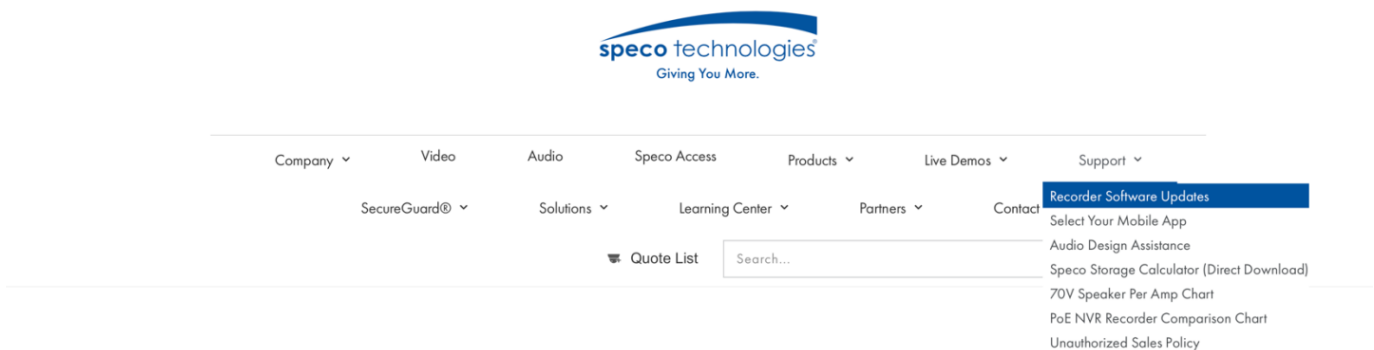 speco technologies®
Giving You More.
Company Video Audio Speco Access Products Live Demos Support
SecureGuard® Solutions Learning Center Partners Contact
Quote List Search...
Recorder Software Updates
Select Your Mobile App
Audio Design Assistance
Speco Storage Calculator (Direct Download)
70V Speaker Per Amp Chart
PoE NVR Recorder Comparison Chart
Unauthorized Sales Policy